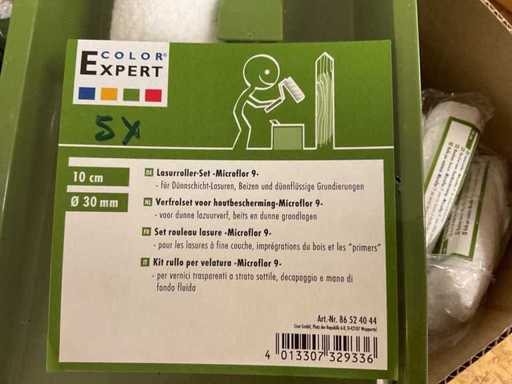 COLOR®
EXPERT
5X
10 cm
Ø 30 mm
DE Lasurroller-Set -Microflor 9-
- für Dünnschicht-Lasuren, Beizen und dünnflüssige Grundierungen
NL Verfrolset voor houtbescherming-Microflor 9-
- voor dunne lazuurverf, beits en dunne grondlagen
FR Set rouleau lasure -Microflor 9-
- pour les lasures à fine couche, imprégrations du bois et les "primers"
IT Kit rullo per velatura -Microflor 9-
- per vernici trasparenti a strato sottile, decapaggio e mano di
fondo fluida
Art.-Nr. 86 52 40 44
4 013307 329336